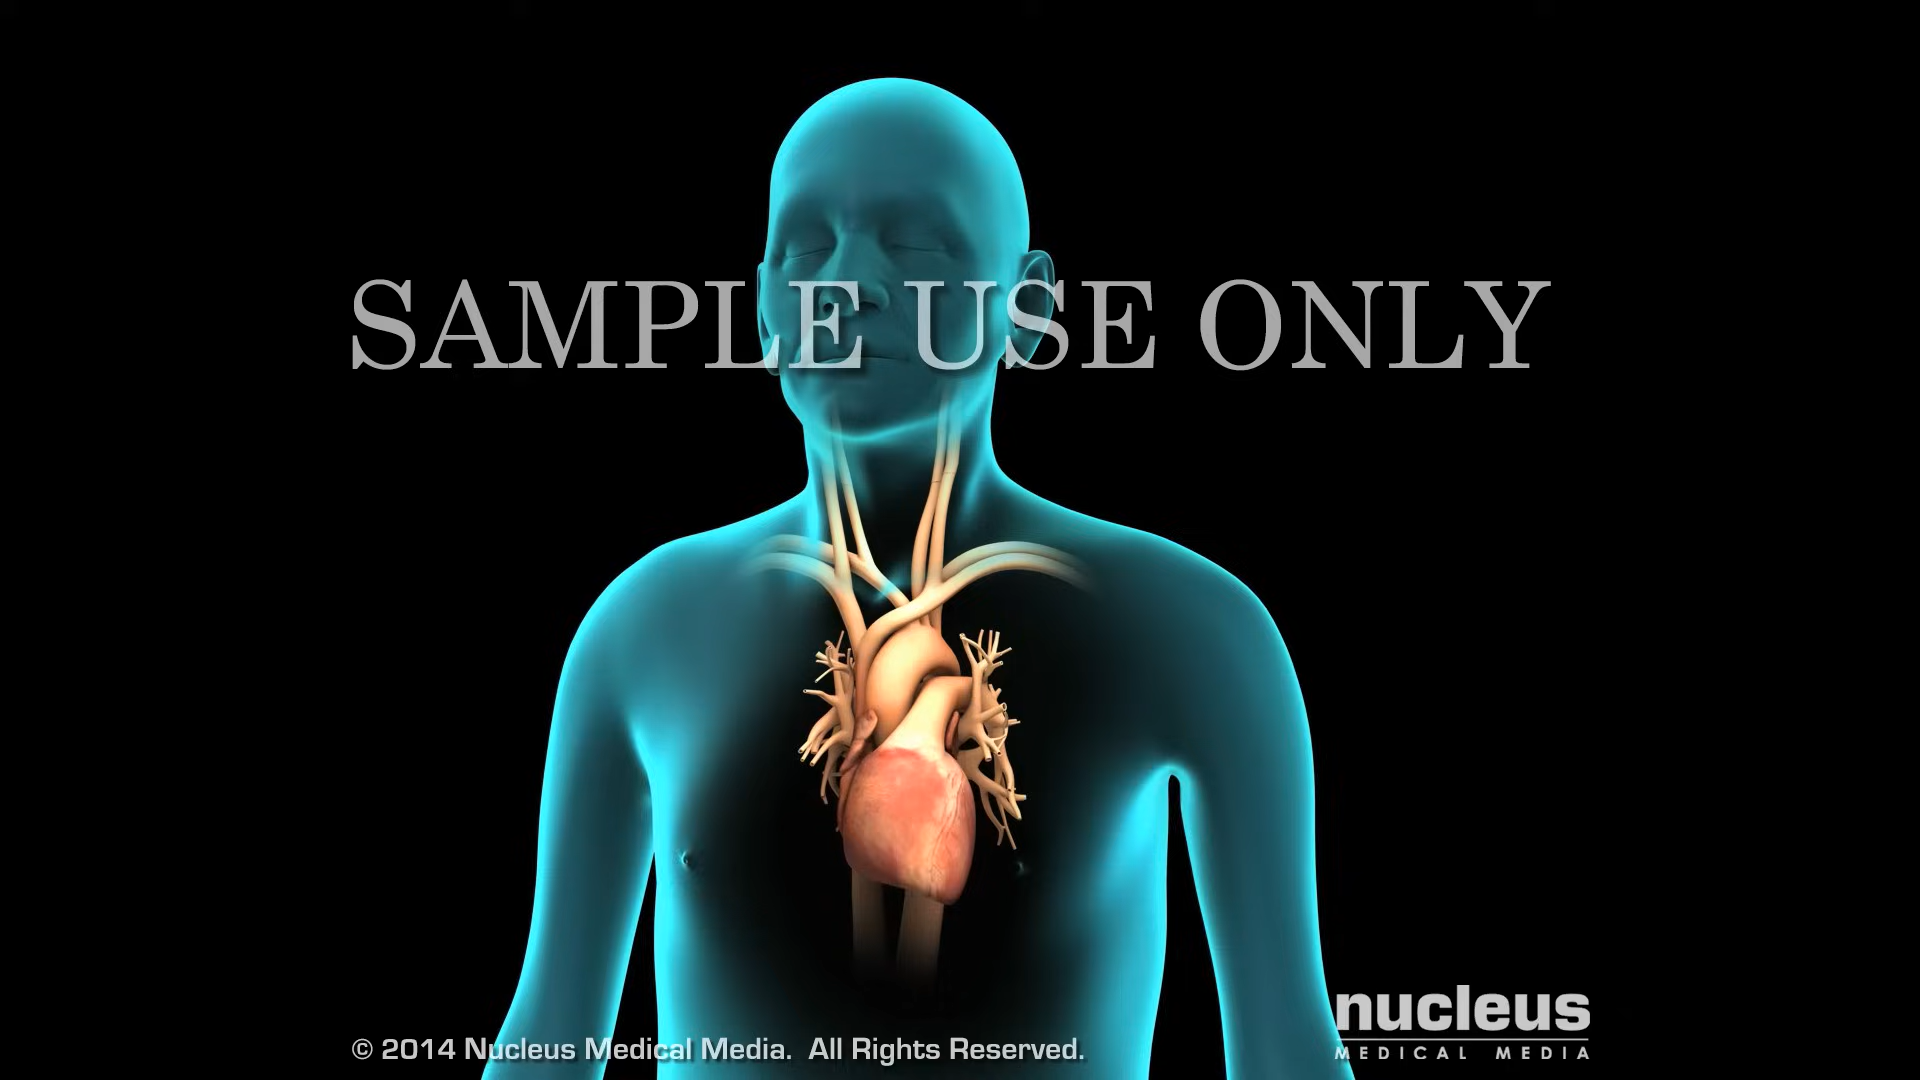 SAMPLE USE ONLY
nucleus
MEDICAL MEDIA
© 2014 Nucleus Medical Media. All Rights Reserved.